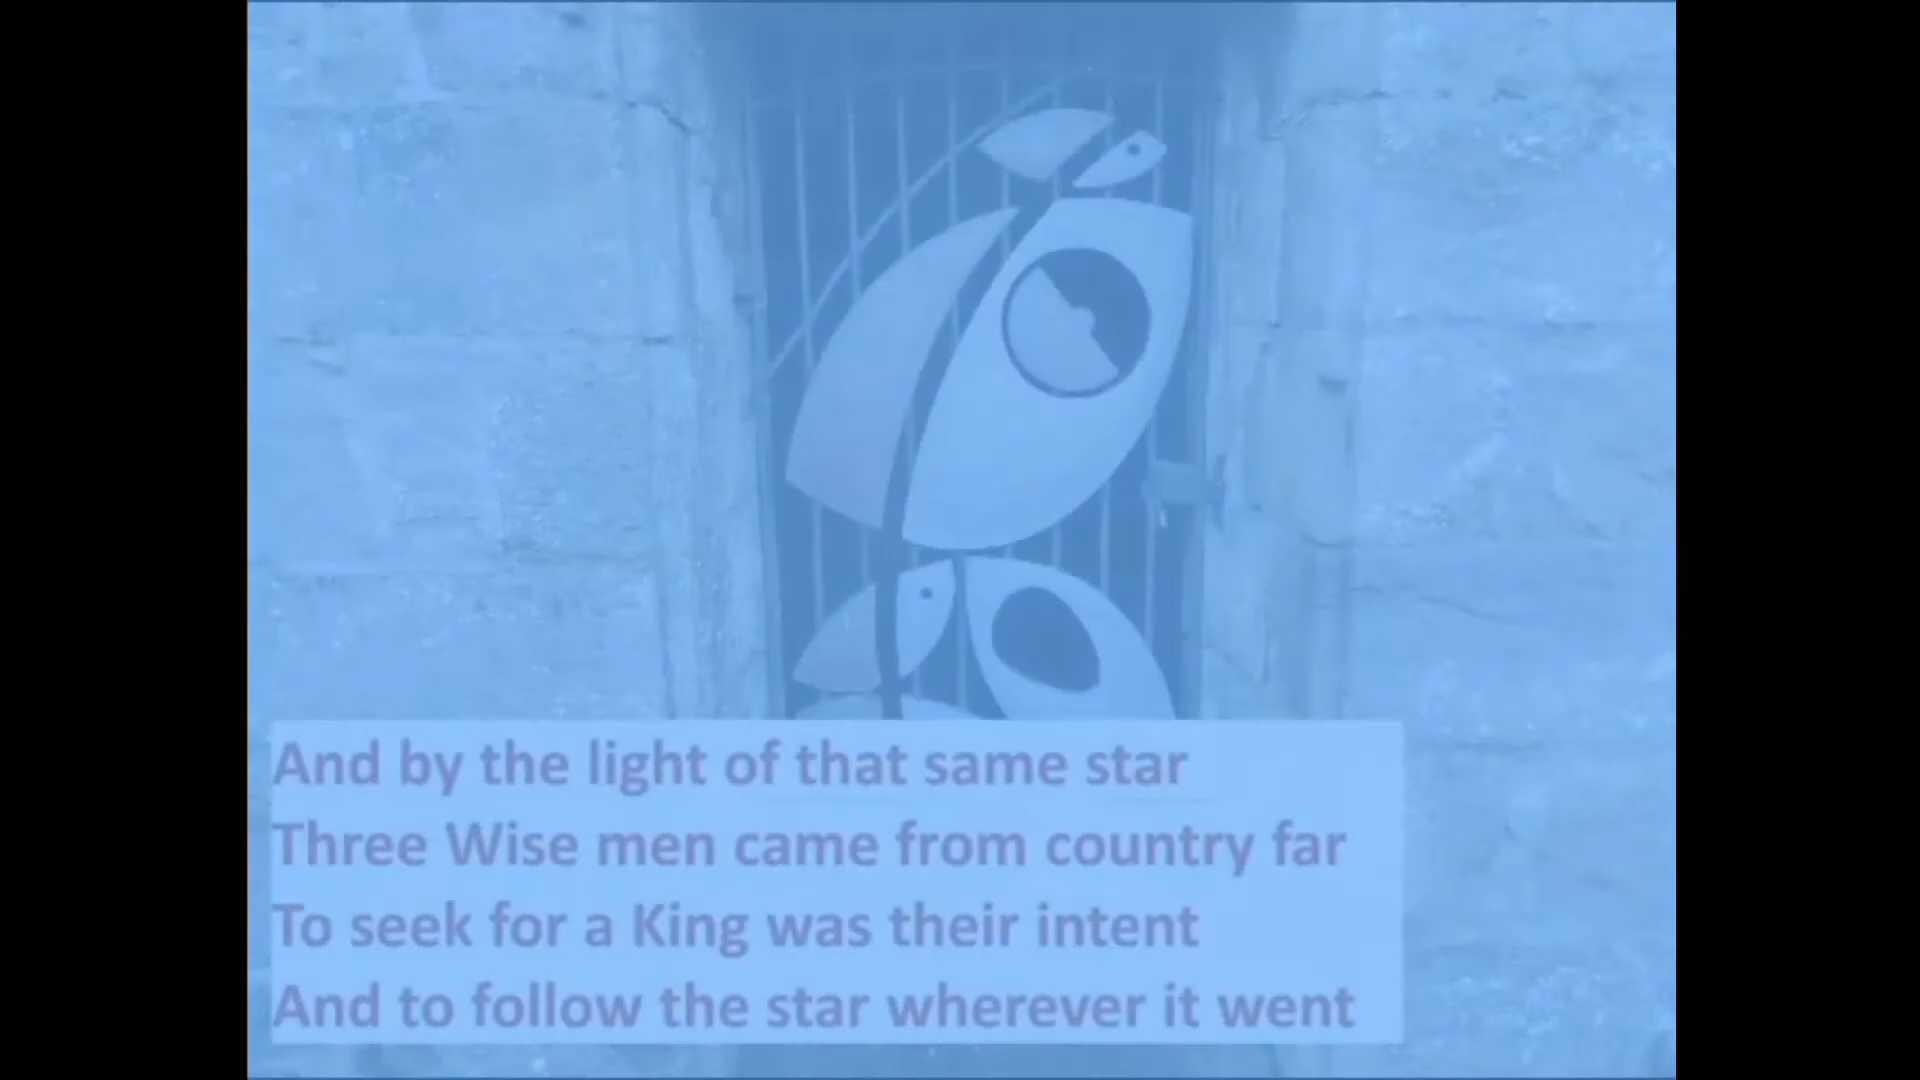 And by the light of that same star
Three Wise men came from country far
To seek for a King was their intent
And to follow the star wherever it went